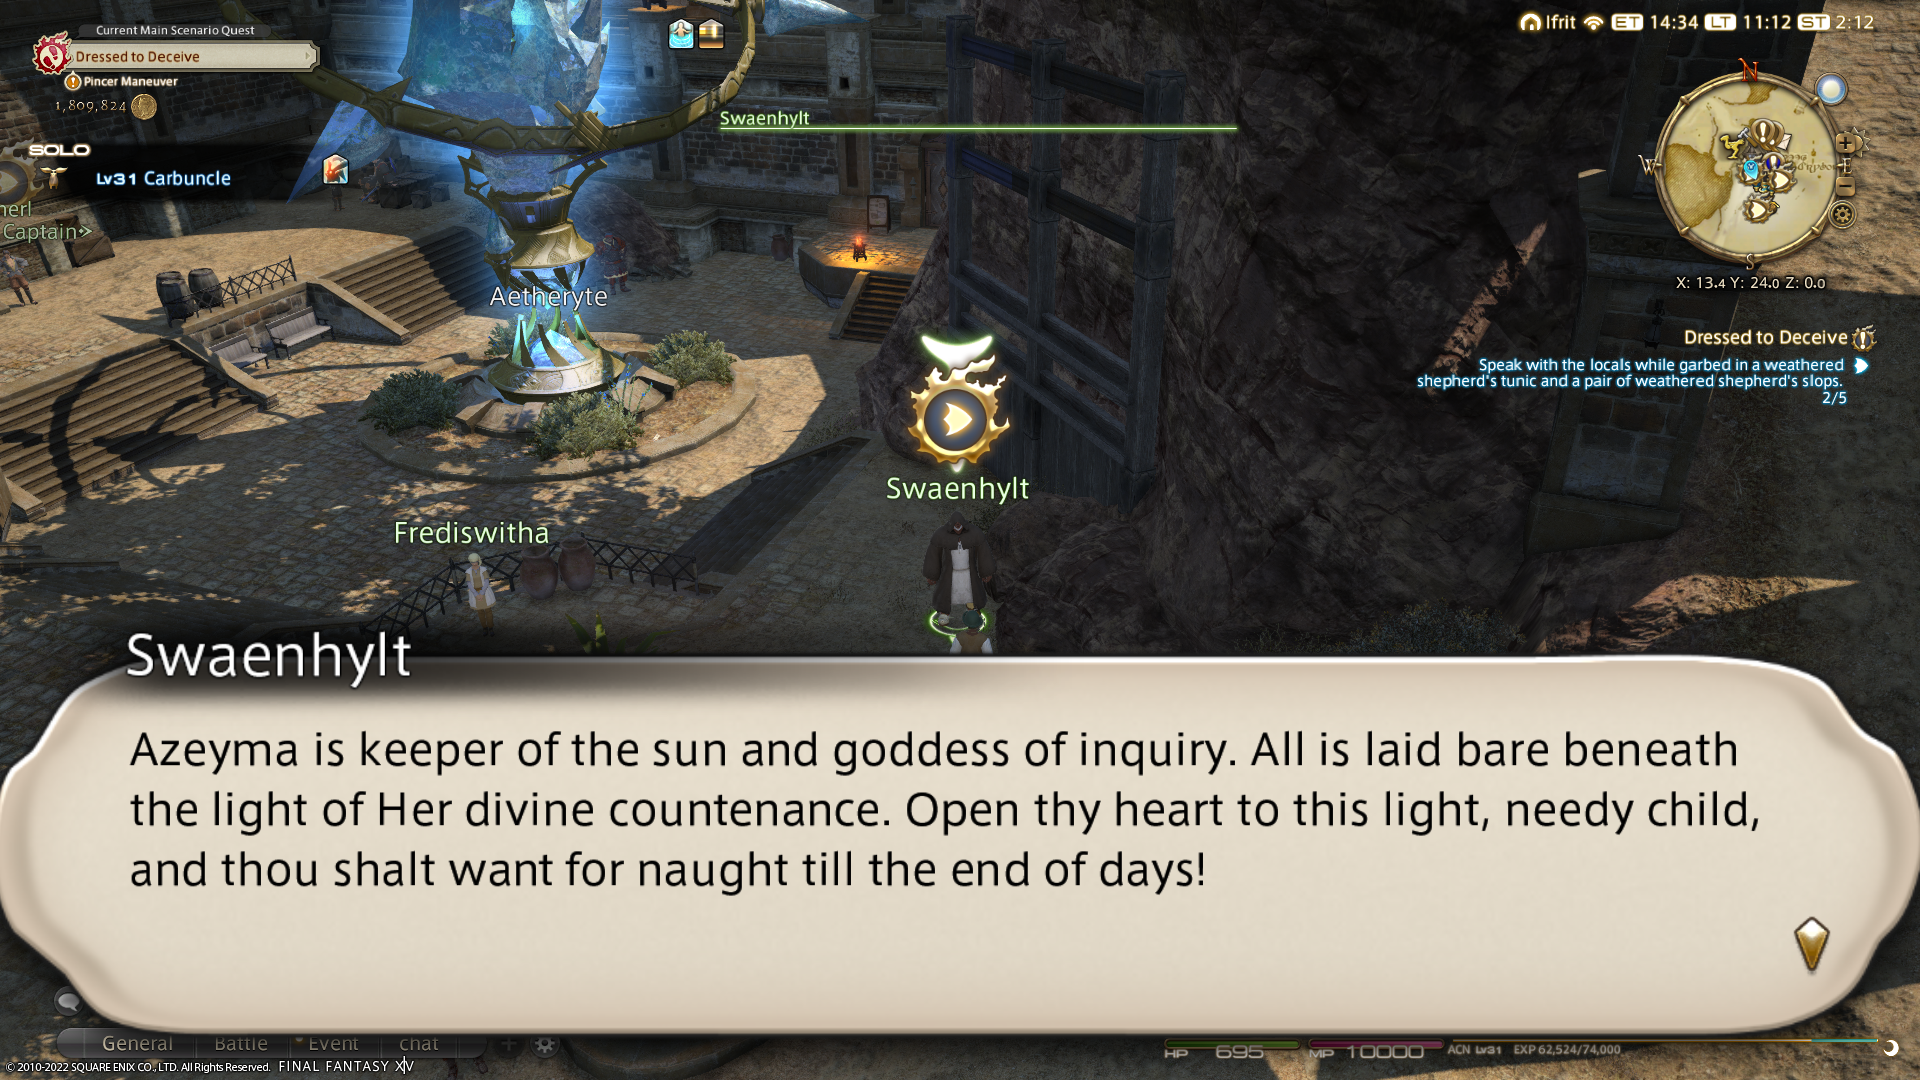 Current Main Scenario Quest
Dressed to Deceive
Pincer Maneuver
1,809,824
SOLO
Lv31 Carbuncle
Captain
Ifrit ET 14:34 LT 11:12 ST 2:12
N
W
E
S
X: 13.4 Y: 24.0 Z: 0.0
Dressed to Deceive
Speak with the locals while garbed in a weathered
shepherd's tunic and a pair of weathered shepherd's slops.
2/5
Swaenhylt
Aetheryte
Swaenhylt
Frediswitha
Swaenhylt
Azeyma is keeper of the sun and goddess of inquiry. All is laid bare beneath
the light of Her divine countenance. Open thy heart to this light, needy child,
and thou shalt want for naught till the end of days!
General Battle Event chat
HP 695 MP 10000 ACN Lv31 EXP 62,524/74,000
© 2010-2022 SQUARE ENIX CO., LTD. All Rights Reserved. FINAL FANTASY XIV